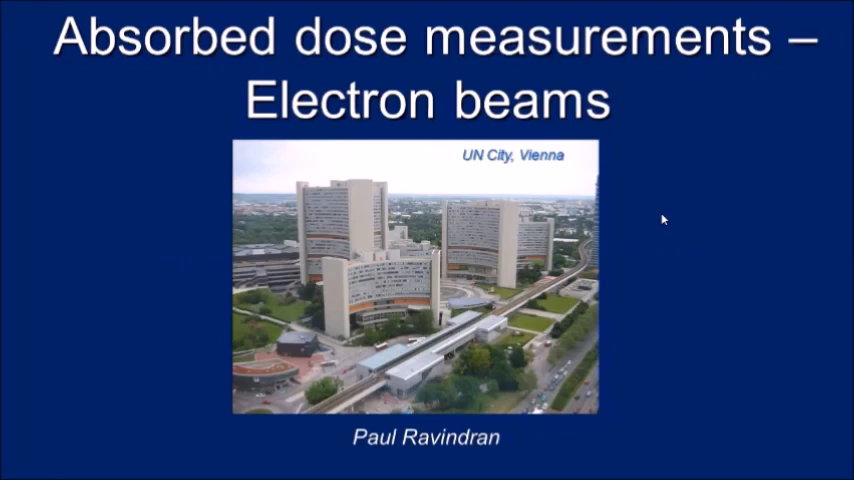 Absorbed dose measurements –
Electron beams
UN City, Vienna
Paul Ravindran